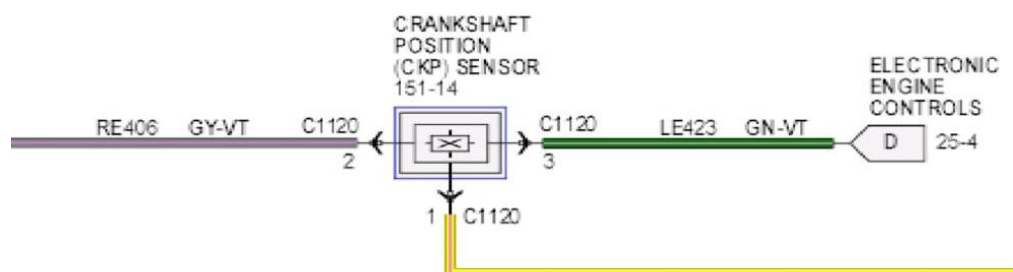 CRANKSHAFT
POSITION
(CKP) SENSOR
151-14
ELECTRONIC
ENGINE
CONTROLS
RE406 GY-VT C1120
2
C1120 LE423 GN-VT
3
D 25-4
1 C1120